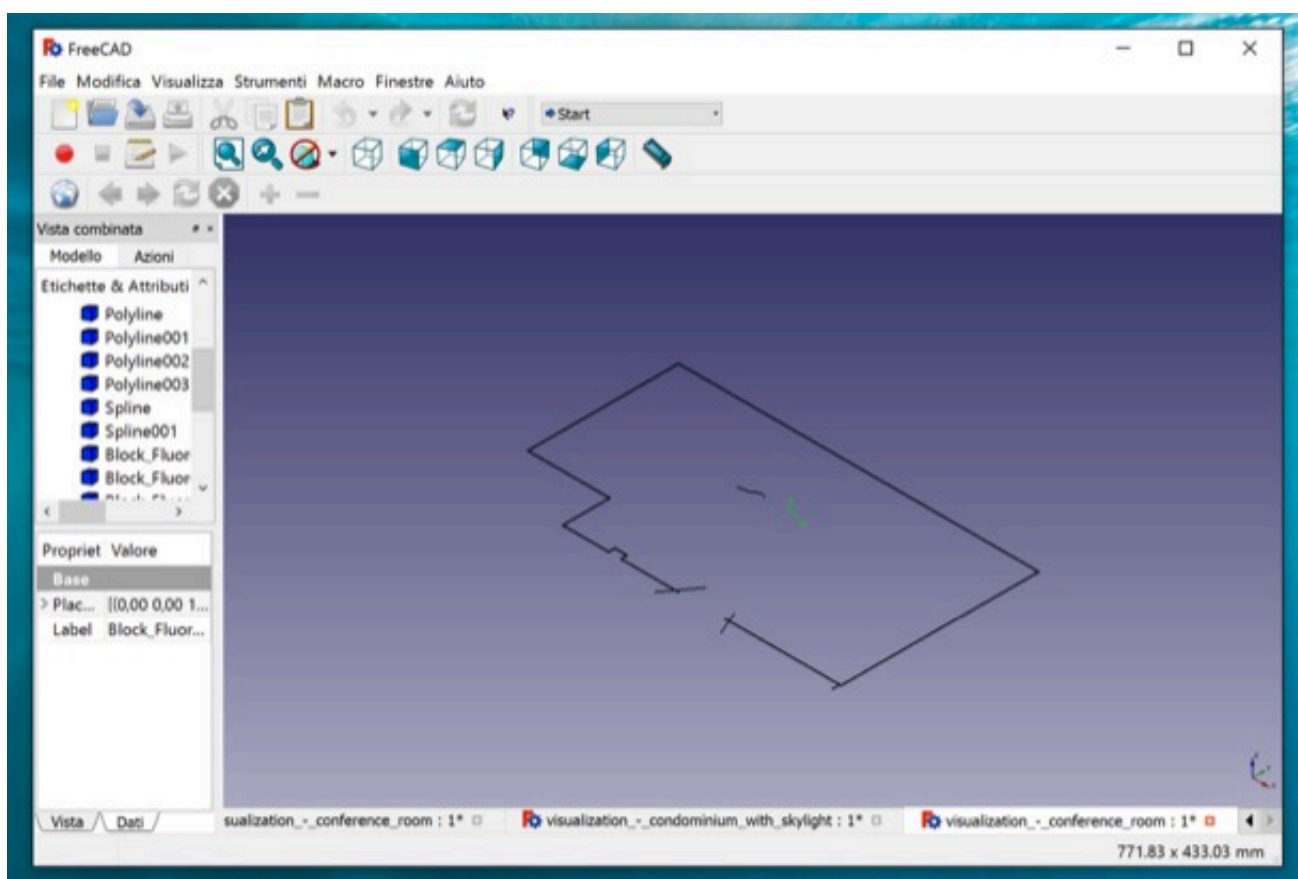 FreeCAD
File Modifica Visualizza Strumenti Macro Finestre Aiuto
Start
Vista combinata
Modello Azioni
Etichette & Attributi
Polyline
Polyline001
Polyline002
Polyline003
Spline
Spline001
Block_Fluor
Block_Fluor
Propriet Valore
Base
Plac... [(0,00 0,00 1...
Label Block_Fluor...
Vista Dati
sualization_-_conference_room : 1* visualization_-_condominium_with_skylight : 1* visualization_-_conference_room : 1*
771.83 x 433.03 mm